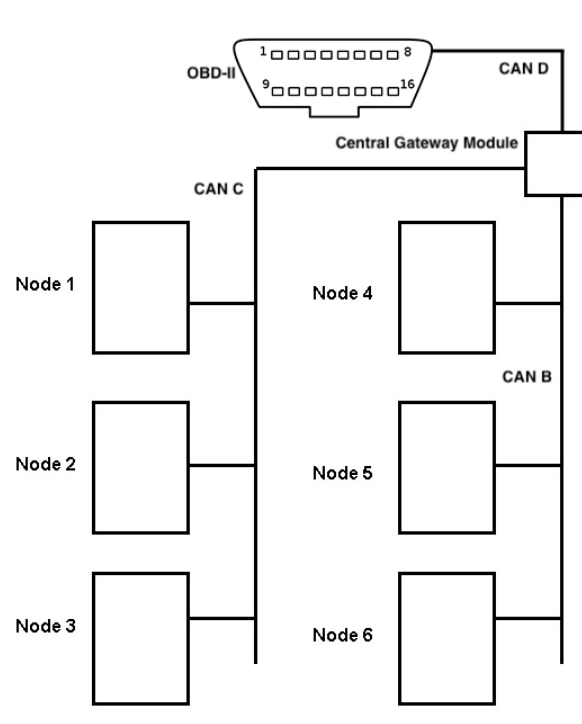 1 8
OBD-II
9 16
CAN D
Central Gateway Module
CAN C
Node 1
Node 4
CAN B
Node 2
Node 5
Node 3
Node 6